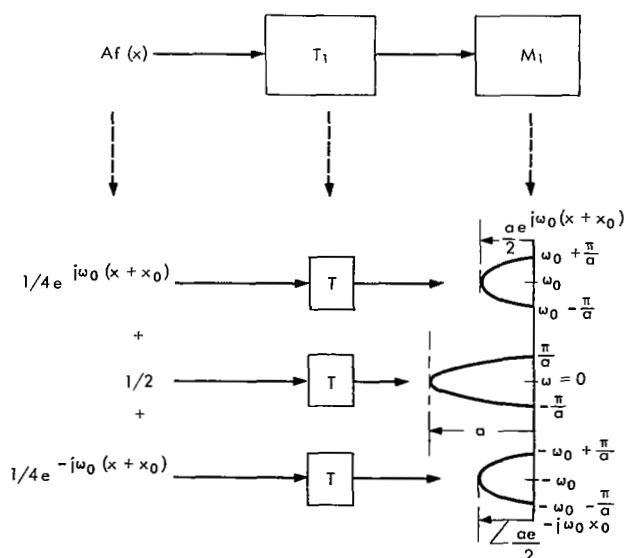 Af (x) T₁ M₁
ae/2 jω₀(x + x₀)
ω₀ + π/a
1/4 e jω₀ (x + x₀) T ω₀
ω₀ - π/a
+
π/a
1/2 T ω = 0
-π/a
+
a
-ω₀ + π/a
1/4 e -jω₀ (x + x₀) T -ω₀
-ω₀ - π/a
ae/2 -jω₀ x₀